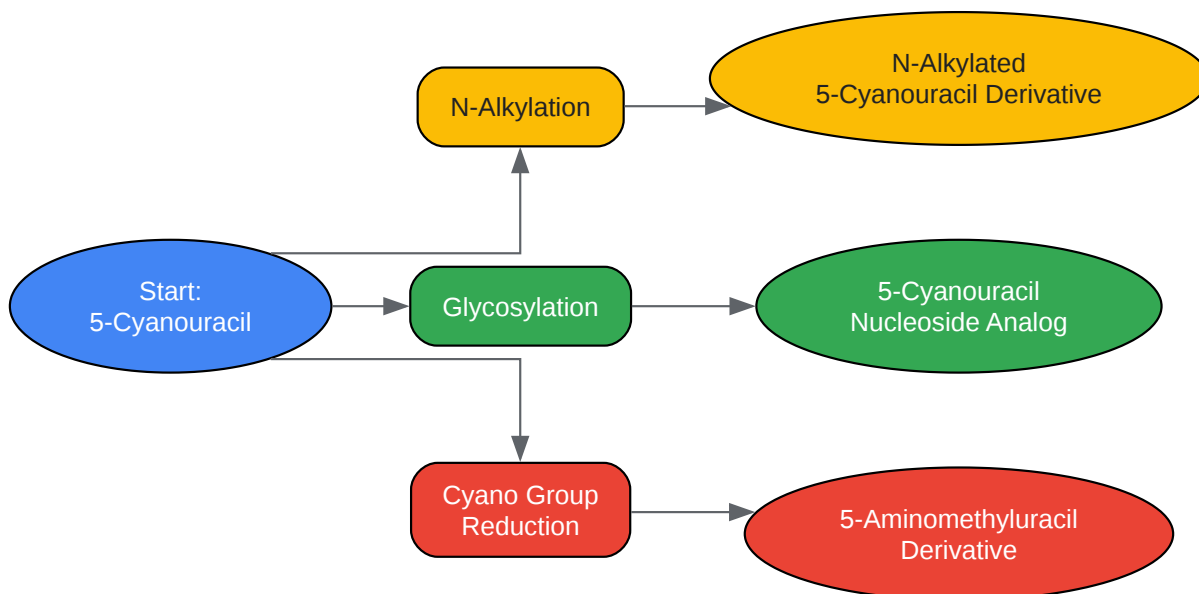 N-Alkylation
N-Alkylated
5-Cyanouracil Derivative
Start:
5-Cyanouracil
Glycosylation
5-Cyanouracil
Nucleoside Analog
Cyano Group
Reduction
5-Aminomethyluracil
Derivative